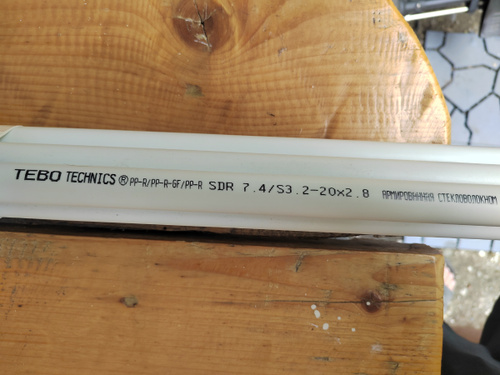 TEBO TECHNICS® PP-R/PP-R-GF/PP-R SDR 7.4/S3.2-20x2.8 АРМИРОВАННАЯ СТЕКЛОВОЛОКНОМ